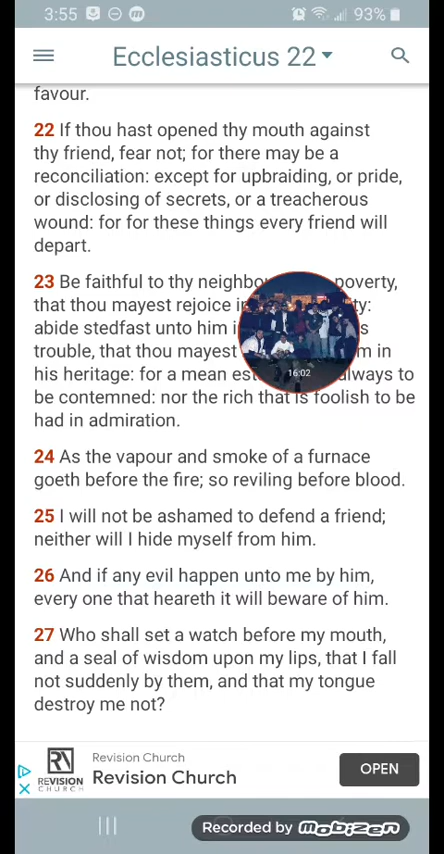 3:55 93%
Ecclesiasticus 22
favour.
22 If thou hast opened thy mouth against
thy friend, fear not; for there may be a
reconciliation: except for upbraiding, or pride,
or disclosing of secrets, or a treacherous
wound: for for these things every friend will
depart.
23 Be faithful to thy neighbou poverty,
that thou mayest rejoice in ty:
abide stedfast unto him i s
trouble, that thou mayest m in
his heritage: for a mean est always to
be contemned: nor the rich that is foolish to be
had in admiration.
24 As the vapour and smoke of a furnace
goeth before the fire; so reviling before blood.
25 I will not be ashamed to defend a friend;
neither will I hide myself from him.
26 And if any evil happen unto me by him,
every one that heareth it will beware of him.
27 Who shall set a watch before my mouth,
and a seal of wisdom upon my lips, that I fall
not suddenly by them, and that my tongue
destroy me not?
16:02
Revision Church
Revision Church
REVISION
CHURCH
OPEN
Recorded by Mobizen